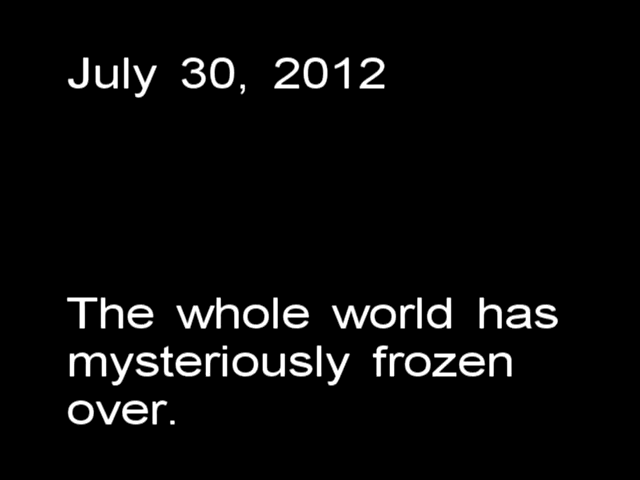 July 30, 2012
The whole world has
mysteriously frozen
over.